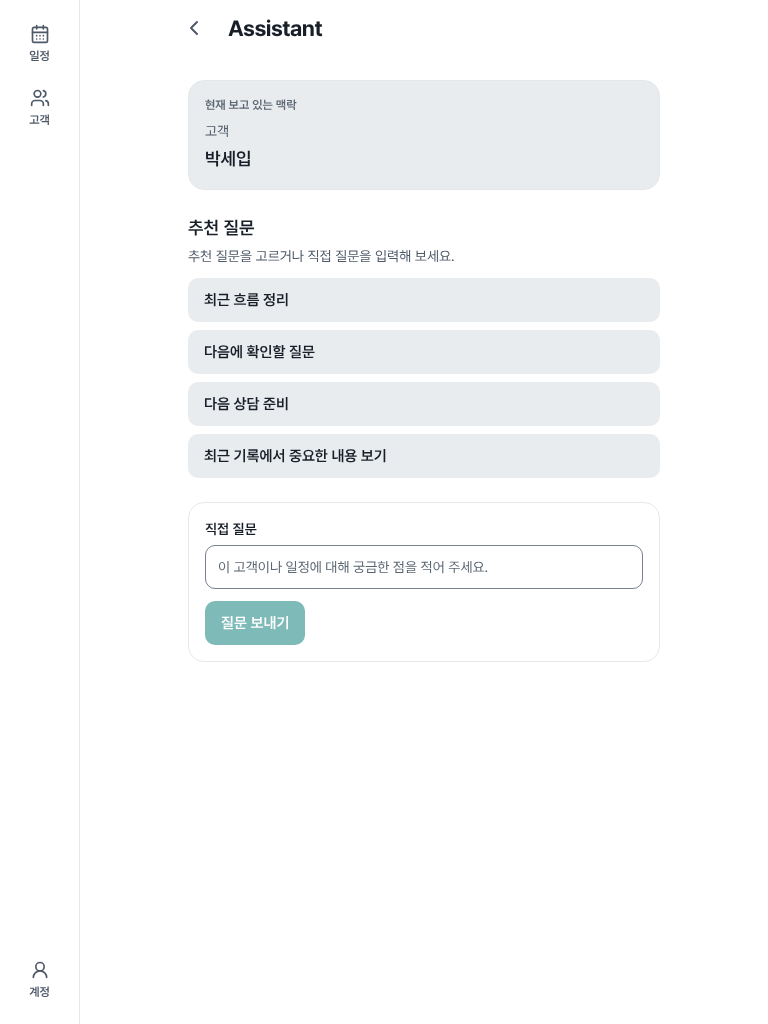 일정
고객
계정
Assistant
현재 보고 있는 맥락
고객
박세입
추천 질문
추천 질문을 고르거나 직접 질문을 입력해 보세요.
최근 흐름 정리
다음에 확인할 질문
다음 상담 준비
최근 기록에서 중요한 내용 보기
직접 질문
이 고객이나 일정에 대해 궁금한 점을 적어 주세요.
질문 보내기